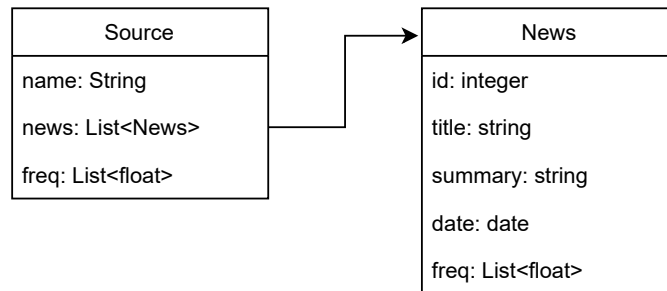 Source
name: String
news: List<News>
freq: List<float>
News
id: integer
title: string
summary: string
date: date
freq: List<float>